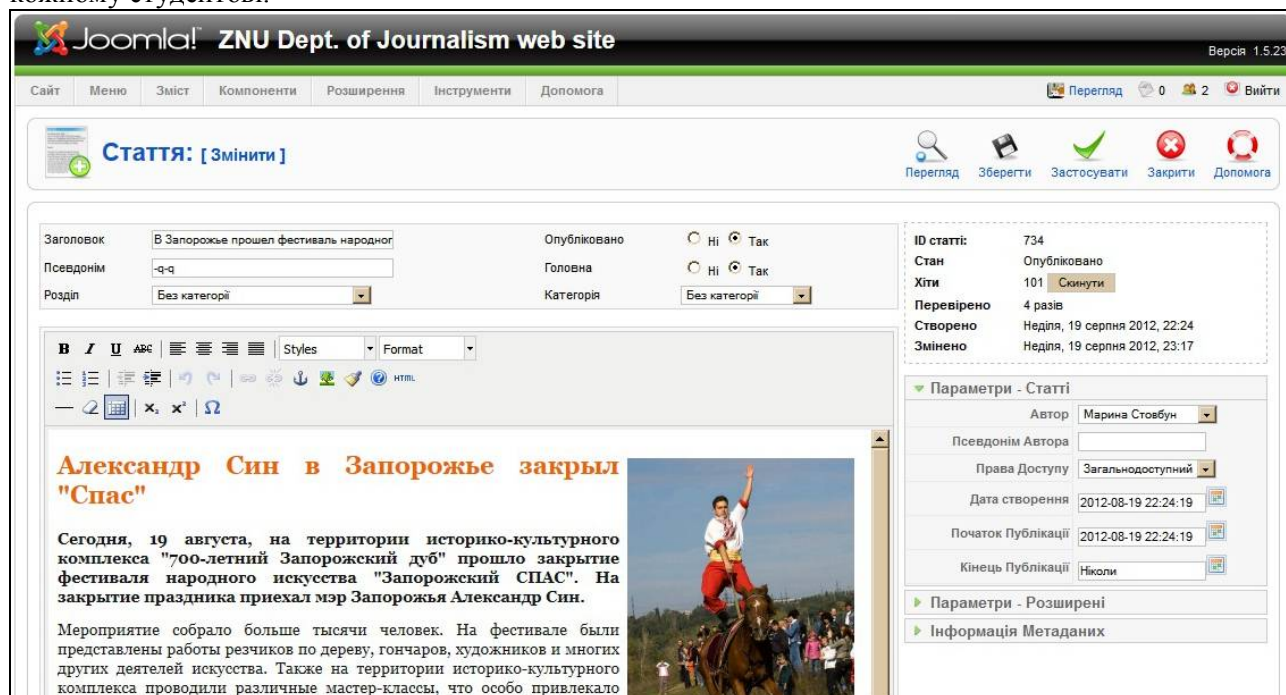 кожному студентові.
Joomla! ZNU Dept. of Journalism web site
Версія 1.5.23
Сайт Меню Зміст Компоненти Розширення Інструменти Допомога Перегляд 0 2 Вийти
Стаття: [ Змінити ]
Перегляд Зберегти Застосувати Закрити Допомога
Заголовок В Запорожье прошел фестиваль народног Опубліковано Ні Так
Псевдонім -q-q Головна Ні Так
Розділ Без категорії Категорія Без категорії
ID статті: 734
Стан Опубліковано
Хіти 101 Скинути
Перевірено 4 разів
Створено Неділя, 19 серпня 2012, 22:24
Змінено Неділя, 19 серпня 2012, 23:17
B I U ABC Styles Format
HTML
x₂ x² Ω
Александр Син в Запорожье закрыл
"Спас"
Сегодня, 19 августа, на территории историко-культурного
комплекса "700-летний Запорожский дуб" прошло закрытие
фестиваля народного искусства "Запорожский СПАС". На
закрытие праздника приехал мэр Запорожья Александр Син.
Мероприятие собрало больше тысячи человек. На фестивале были
представлены работы резчиков по дереву, гончаров, художников и многих
других деятелей искусства. Также на территории историко-культурного
комплекса проводили различные мастер-классы, что особо привлекало
Параметри - Статті
Автор Марина Стовбун
Псевдонім Автора
Права Доступу Загальнодоступний
Дата створення 2012-08-19 22:24:19
Початок Публікації 2012-08-19 22:24:19
Кінець Публікації Ніколи
Параметри - Розширені
Інформація Метаданих